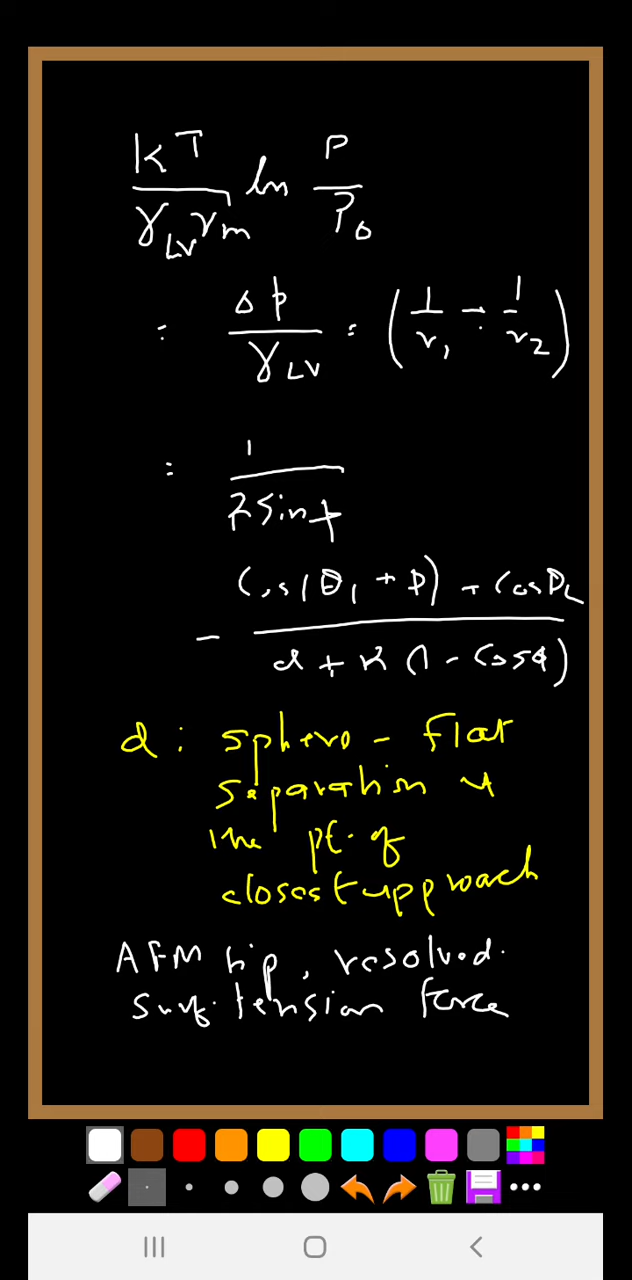 kT / γLV Vm ln P / P0
= Δp / γLV = (1 / r1 - 1 / r2)
= 1 / R sin φ
- cos(θ1 + φ) + cos θ2 / d + R (1 - cos φ)
d : sphere - flat
separation at
the pt. of
closest approach
AFM tip, resolved.
surf. tension force